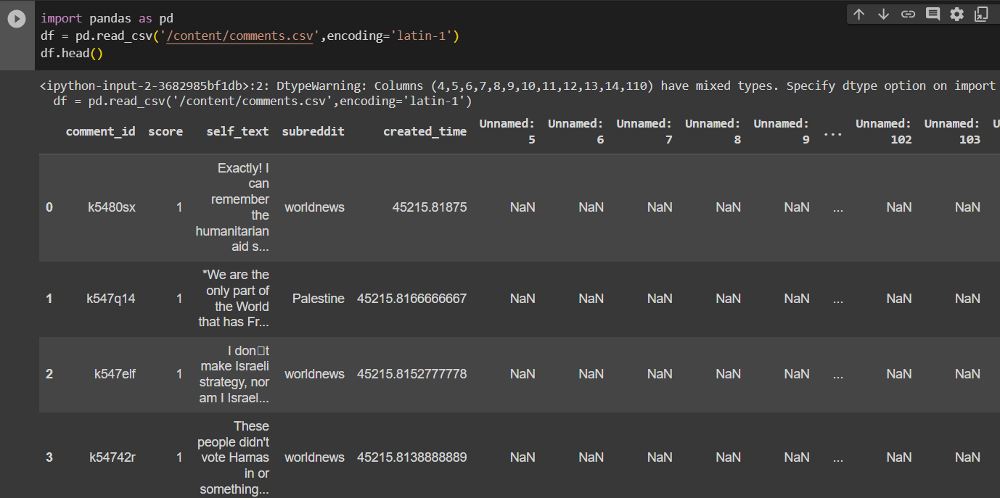 import pandas as pd
df = pd.read_csv('/content/comments.csv',encoding='latin-1')
df.head()
<ipython-input-2-3682985bf1db>:2: DtypeWarning: Columns (4,5,6,7,8,9,10,11,12,13,14,110) have mixed types. Specify dtype option on import
df = pd.read_csv('/content/comments.csv',encoding='latin-1')
comment_id score self_text subreddit created_time Unnamed: 5 Unnamed: 6 Unnamed: 7 Unnamed: 8 Unnamed: 9 ... Unnamed: 102 Unnamed: 103 U
0 k5480sx 1 Exactly! I
can
remember
the
humanitarian
aid s... worldnews 45215.81875 NaN NaN NaN NaN NaN ... NaN NaN
1 k547q14 1 *We are the
only part of
the World
that has Fr... Palestine 45215.8166666667 NaN NaN NaN NaN NaN ... NaN NaN
2 k547elf 1 I don□t
make Israeli
strategy, nor
am I Israel... worldnews 45215.8152777778 NaN NaN NaN NaN NaN ... NaN NaN
3 k54742r 1 These
people didn't
vote Hamas
in or
something... worldnews 45215.8138888889 NaN NaN NaN NaN NaN ... NaN NaN